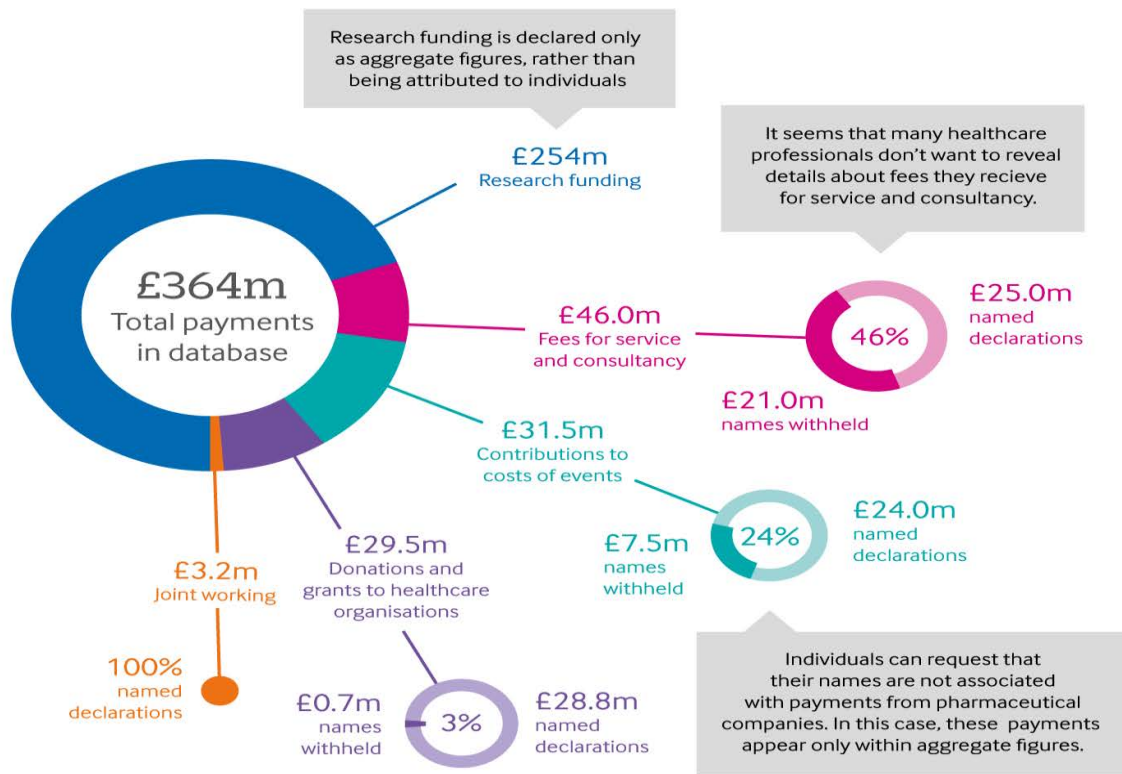 Research funding is declared only
as aggregate figures, rather than
being attributed to individuals
£254m
Research funding
It seems that many healthcare
professionals don't want to reveal
details about fees they recieve
for service and consultancy.
£364m
Total payments
in database
£46.0m
Fees for service
and consultancy
46%
£25.0m
named
declarations
£21.0m
names withheld
£31.5m
Contributions to
costs of events
24%
£24.0m
named
declarations
£7.5m
names
withheld
£29.5m
Donations and
grants to healthcare
organisations
£3.2m
Joint working
100%
named
declarations
£0.7m
names
withheld
3%
£28.8m
named
declarations
Individuals can request that
their names are not associated
with payments from pharmaceutical
companies. In this case, these payments
appear only within aggregate figures.